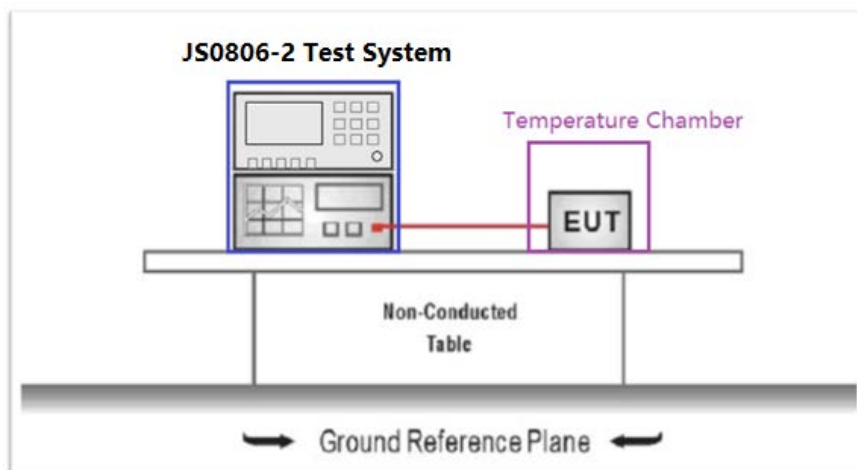 JS0806-2 Test System
Temperature Chamber
EUT
Non-Conducted
Table
Ground Reference Plane